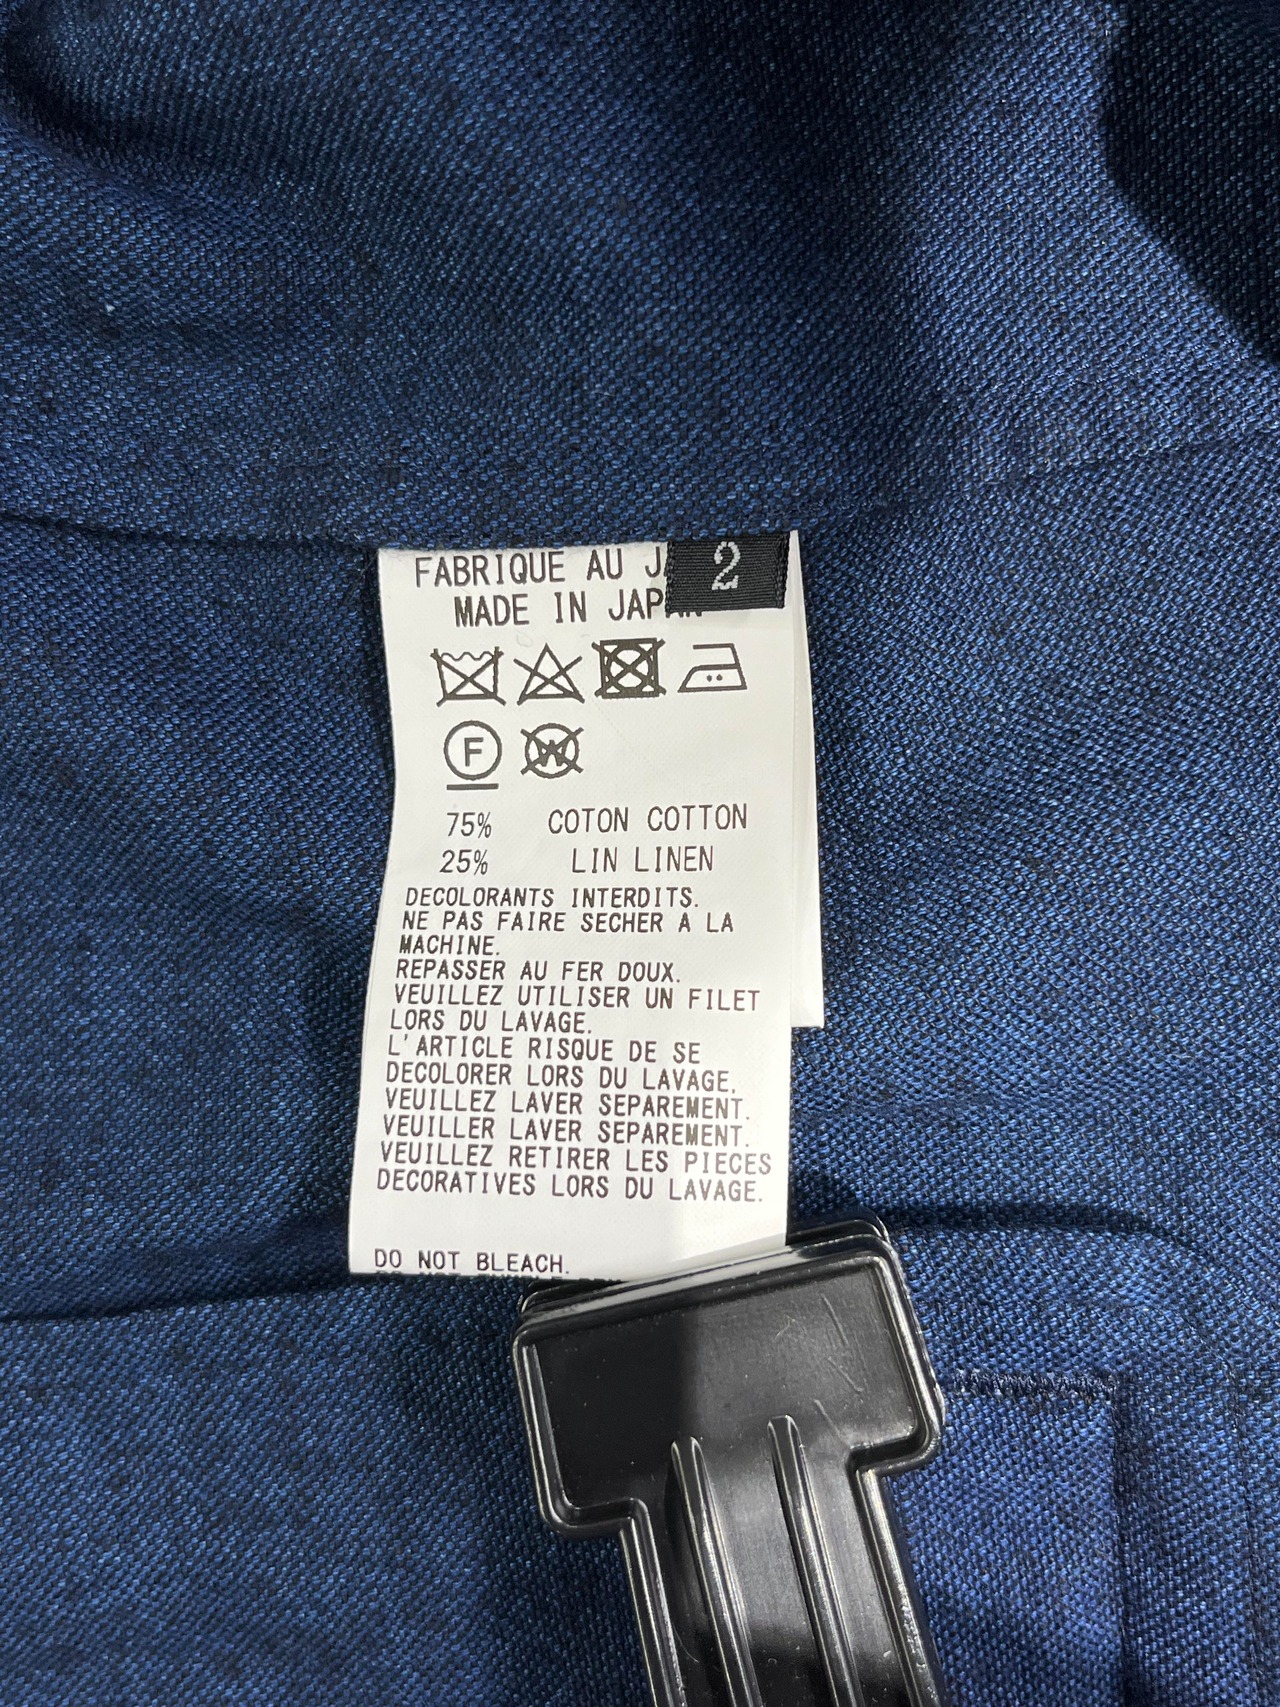 FABRIQUE AU
2
MADE IN JAPAN
F
W
75% COTON COTTON
25% LIN LINEN
DECOLORANTS INTERDITS.
NE PAS FAIRE SECHER A LA
MACHINE.
REPASSER AU FER DOUX.
VEUILLEZ UTILISER UN FILET
LORS DU LAVAGE.
L'ARTICLE RISQUE DE SE
DECOLORER LORS DU LAVAGE.
VEUILLEZ LAVER SEPAREMENT.
VEUILLER LAVER SEPAREMENT.
VEUILLEZ RETIRER LES PIECES
DECORATIVES LORS DU LAVAGE.
DO NOT BLEACH.